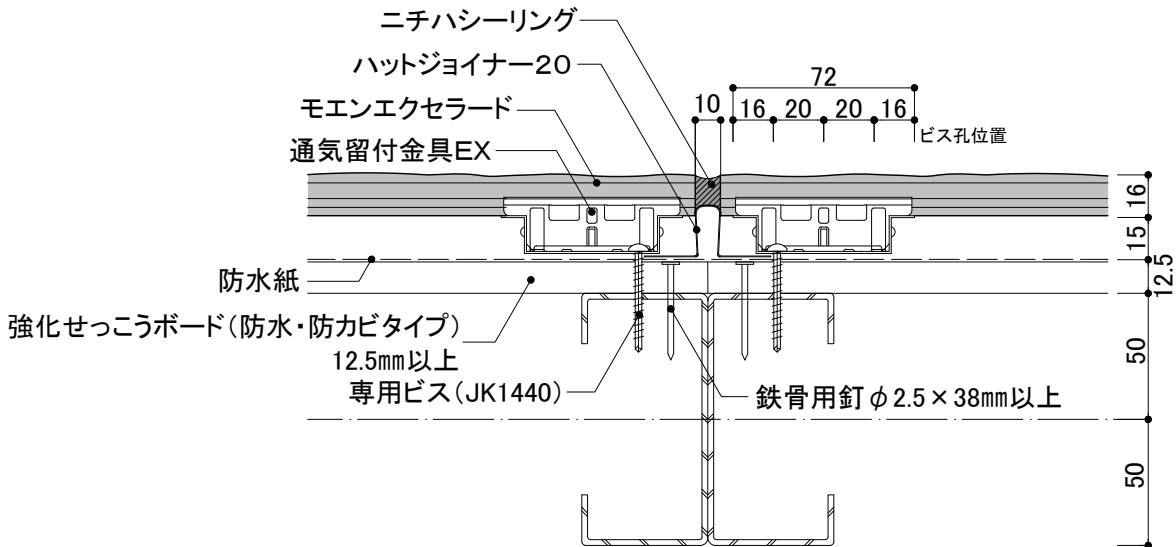 ニチハシーリング
ハットジョイナー20
モエンエクセラード
通気留付金具EX
10
72
16 20 20 16
ビス孔位置
16
15
12.5
防水紙
強化せっこうボード(防水・防カビタイプ)
12.5㎜以上
専用ビス(JK1440)
鉄骨用釘φ2.5×38㎜以上
50
50